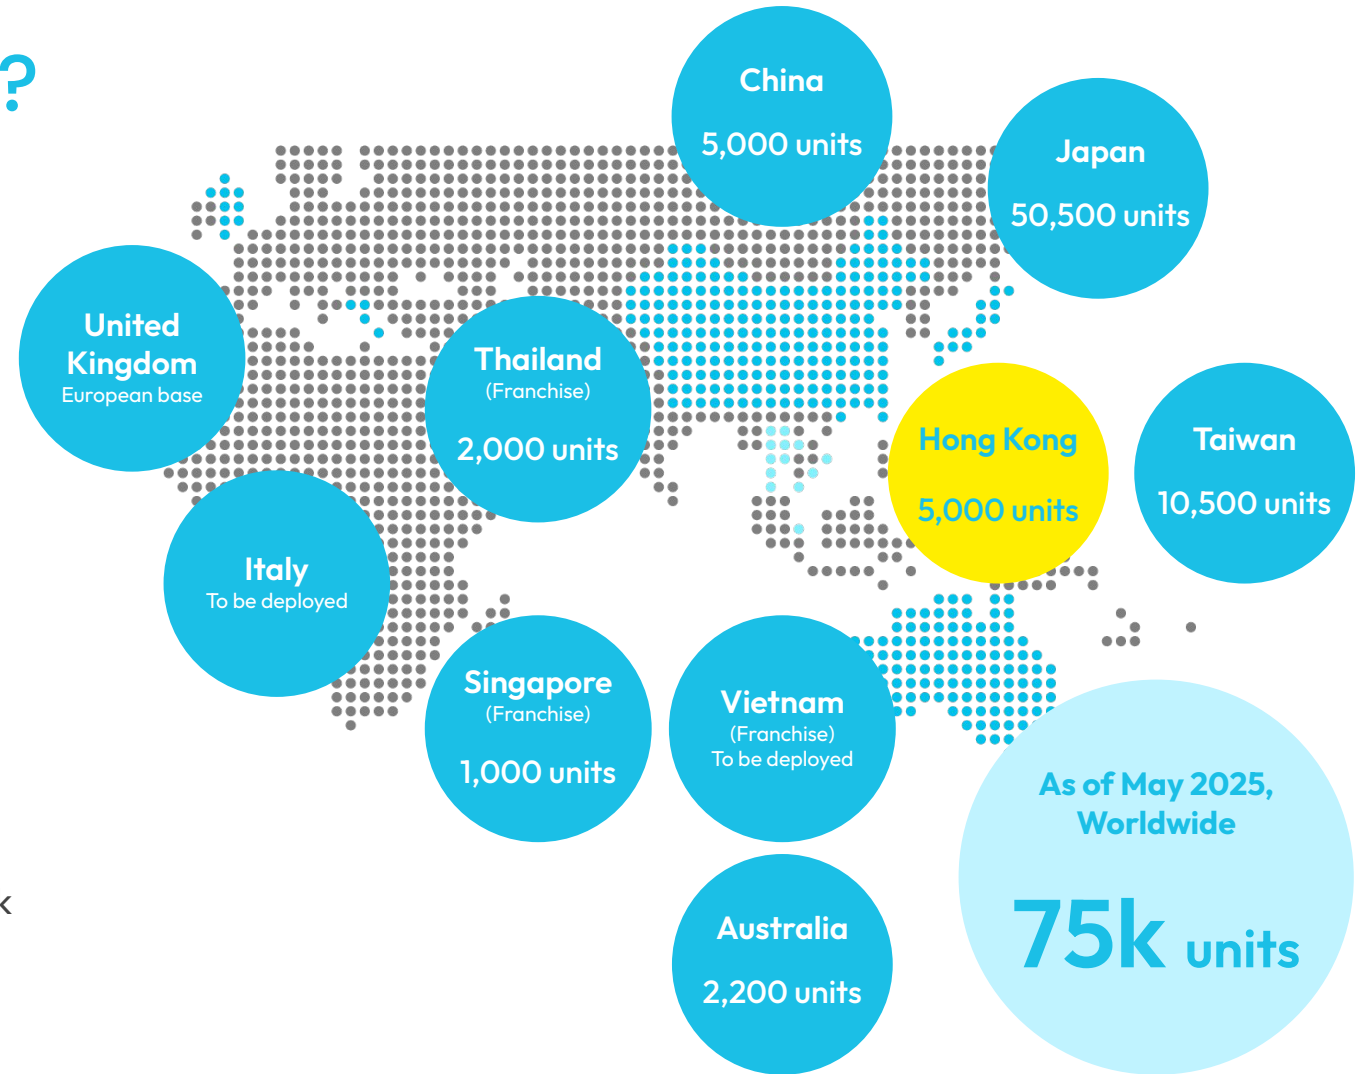 ?
China
5,000 units
Japan
50,500 units
United
Kingdom
European base
Thailand
(Franchise)
2,000 units
Hong Kong
5,000 units
Taiwan
10,500 units
Italy
To be deployed
Singapore
(Franchise)
1,000 units
Vietnam
(Franchise)
To be deployed
As of May 2025,
Worldwide
75k units
k
Australia
2,200 units